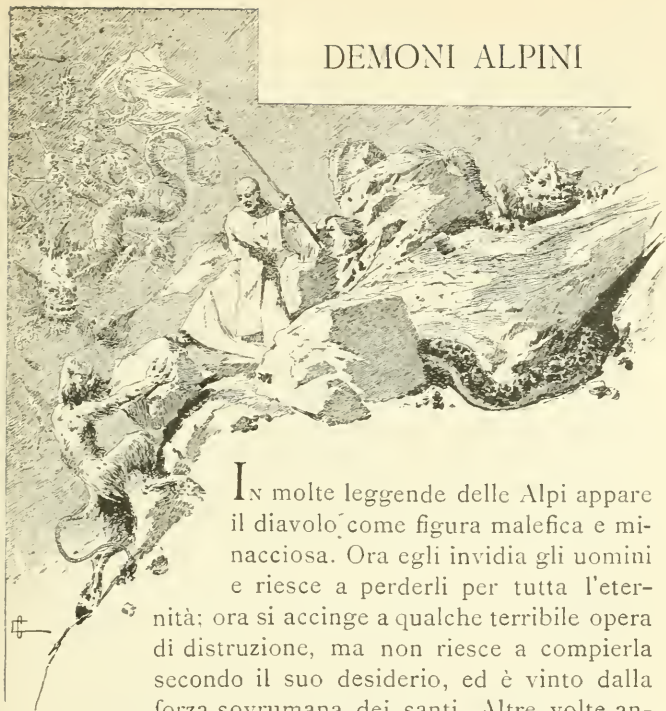 DEMONI ALPINI
In molte leggende delle Alpi appare
il diavolo come figura malefica e mi-
nacciosa. Ora egli invidia gli uomini
e riesce a perderli per tutta l'eter-
nità; ora si accinge a qualche terribile opera
di distruzione, ma non riesce a compierla
secondo il suo desiderio, ed è vinto dalla
forza sovrumana dei santi. Altre volte an-